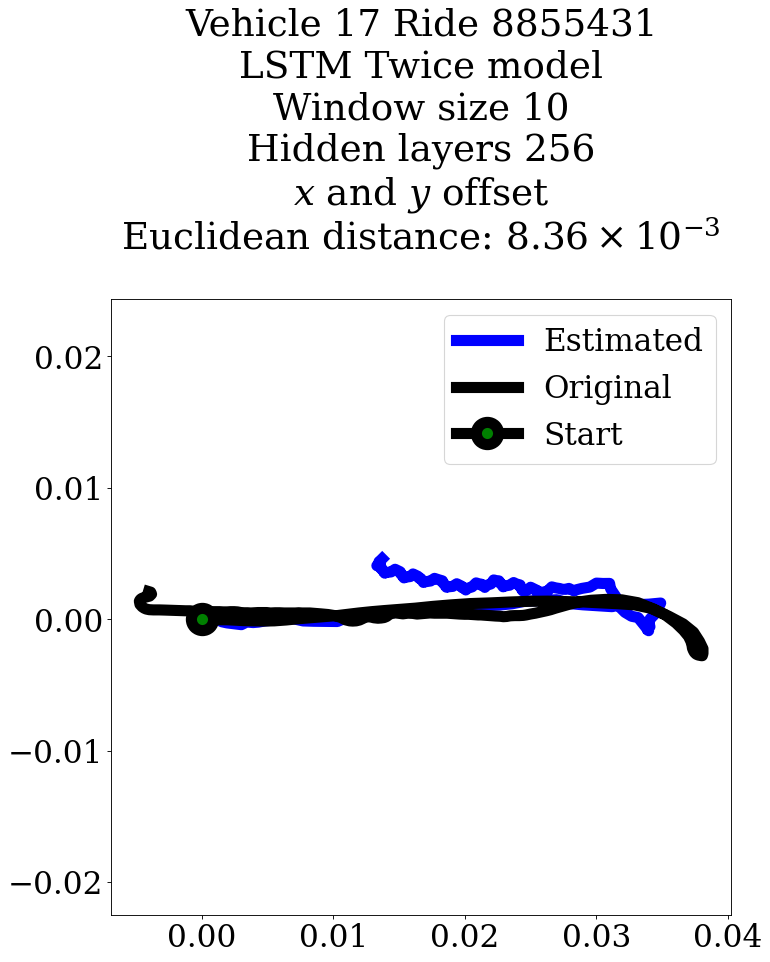 Vehicle 17 Ride 8855431
LSTM Twice model
Window size 10
Hidden layers 256
x and y offset
Euclidean distance: 8.36 × 10⁻³
Estimated
Original
Start
0.02
0.01
0.00
−0.01
−0.02
0.00 0.01 0.02 0.03 0.04